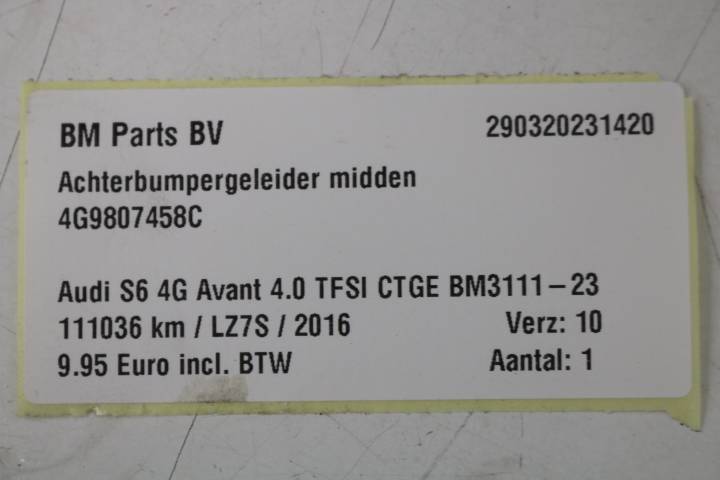 BM Parts BV 290320231420
Achterbumpergeleider midden
4G9807458C
Audi S6 4G Avant 4.0 TFSI CTGE BM3111-23
111036 km / LZ7S / 2016 Verz: 10
9.95 Euro incl. BTW Aantal: 1